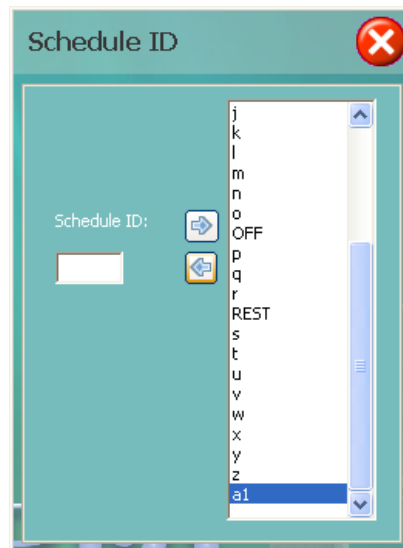 Schedule ID
Schedule ID:
j
k
l
m
n
o
OFF
p
q
r
REST
s
t
u
v
w
x
y
z
a1